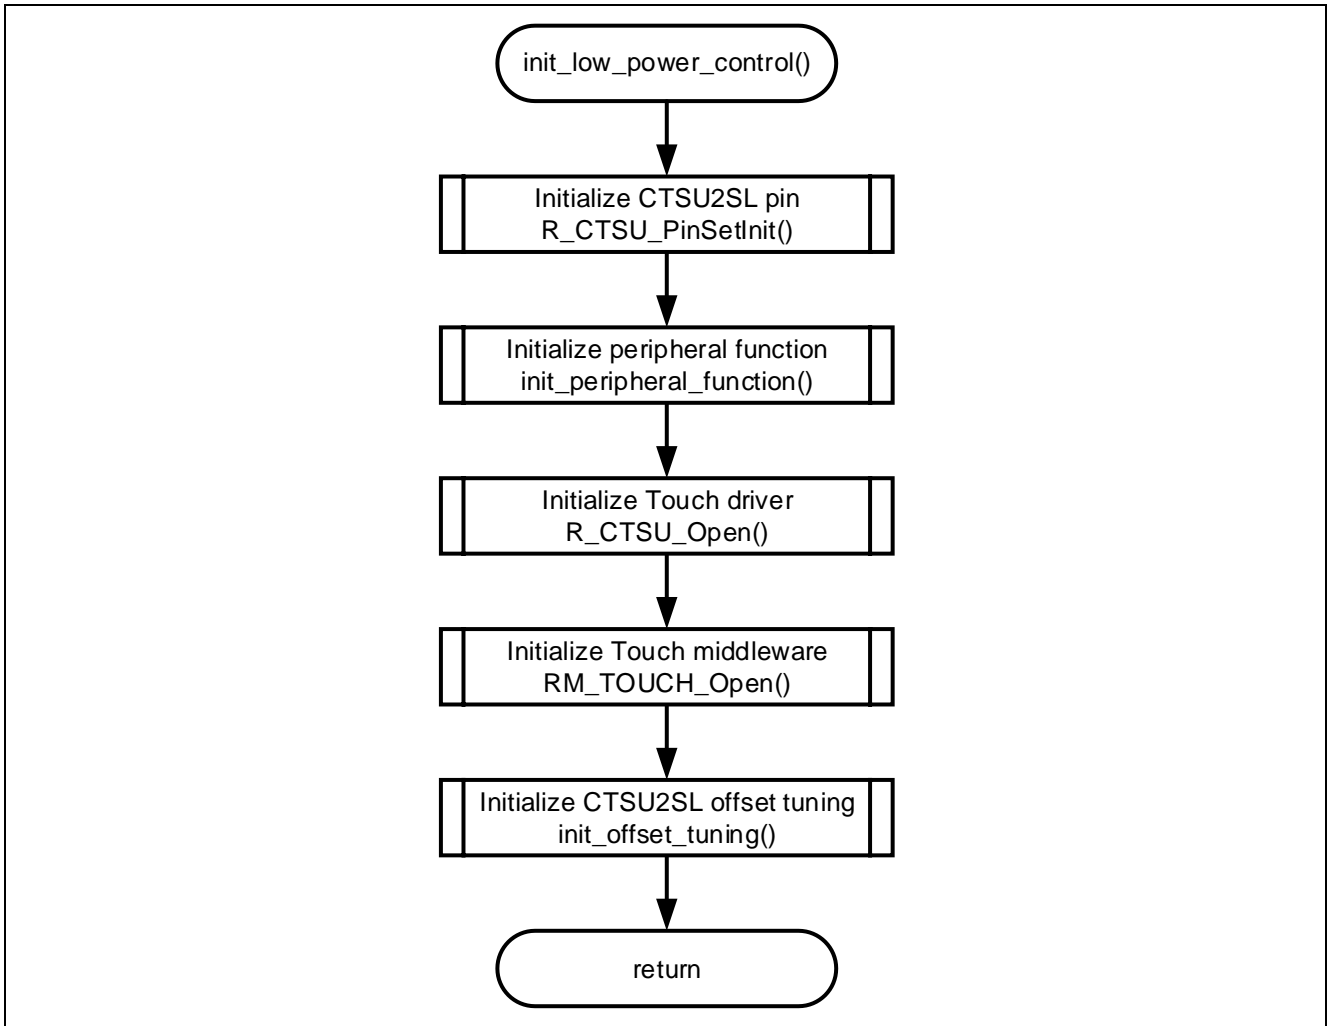 init_low_power_control()
Initialize CTSU2SL pin
R_CTSU_PinSetInit()
Initialize peripheral function
init_peripheral_function()
Initialize Touch driver
R_CTSU_Open()
Initialize Touch middleware
RM_TOUCH_Open()
Initialize CTSU2SL offset tuning
init_offset_tuning()
return